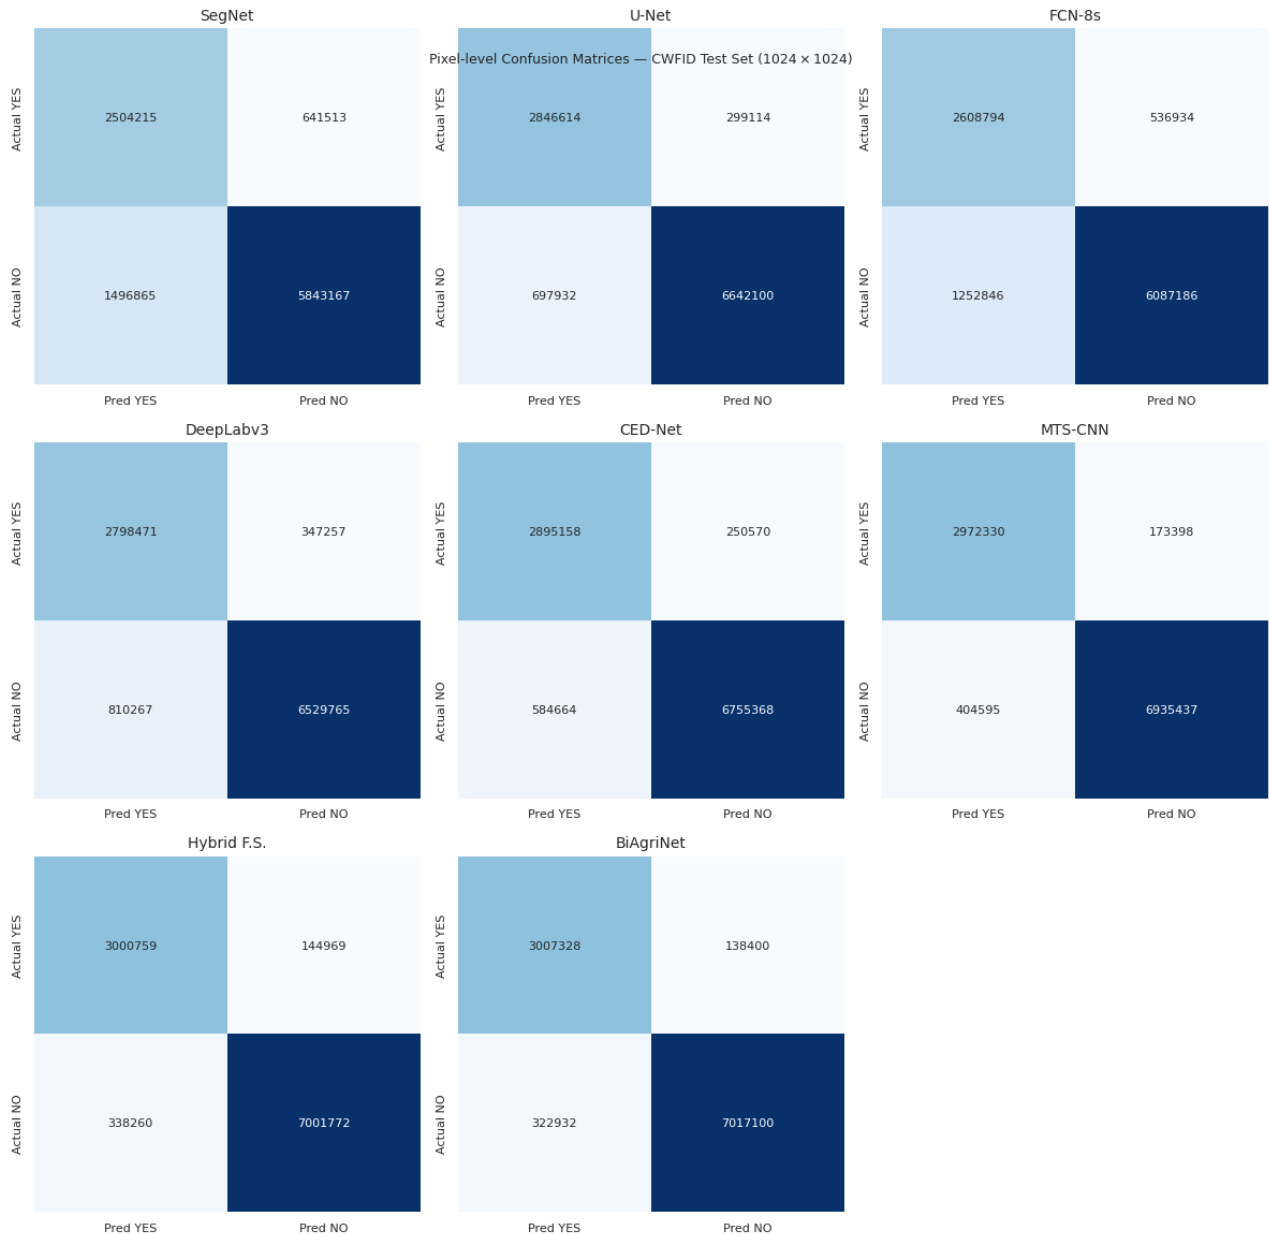 SegNet
U-Net
FCN-8s
Pixel-level Confusion Matrices — CWFID Test Set (1024 × 1024)
Actual YES
2504215
641513
Actual NO
1496865
5843167
Pred YES
Pred NO
Actual YES
2846614
299114
Actual NO
697932
6642100
Pred YES
Pred NO
Actual YES
2608794
536934
Actual NO
1252846
6087186
Pred YES
Pred NO
DeepLabv3
Actual YES
2798471
347257
Actual NO
810267
6529765
Pred YES
Pred NO
CED-Net
Actual YES
2895158
250570
Actual NO
584664
6755368
Pred YES
Pred NO
MTS-CNN
Actual YES
2972330
173398
Actual NO
404595
6935437
Pred YES
Pred NO
Hybrid F.S.
Actual YES
3000759
144969
Actual NO
338260
7001772
Pred YES
Pred NO
BiAgriNet
Actual YES
3007328
138400
Actual NO
322932
7017100
Pred YES
Pred NO